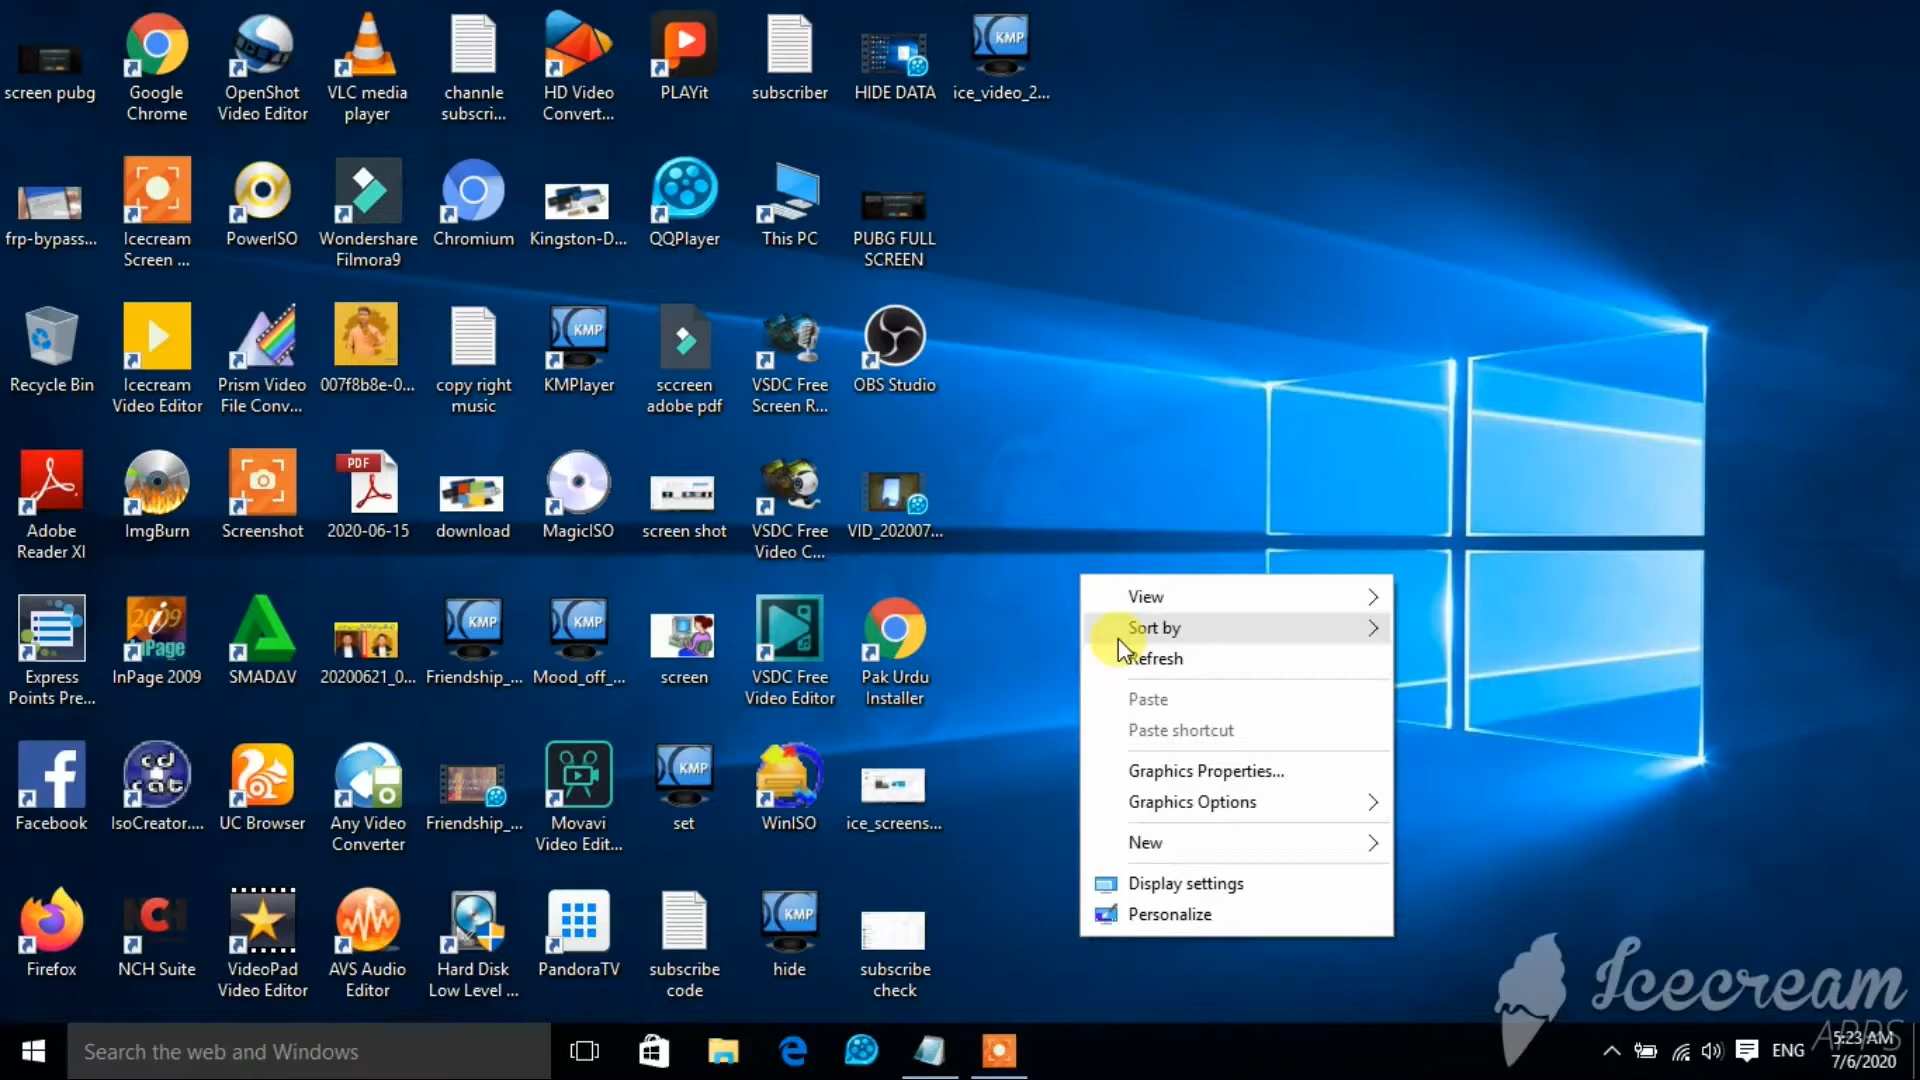 screen pubg
Google
Chrome
OpenShot
Video Editor
VLC media
player
channle
subscri...
HD Video
Convert...
PLAYit
subscriber
HIDE DATA
KMP
ice_video_2...
frp-bypass...
Icecream
Screen ...
PowerISO
Wondershare
Filmora9
Chromium
Kingston-D...
QQPlayer
This PC
PUBG FULL
SCREEN
Recycle Bin
Icecream
Video Editor
Prism Video
File Conv...
007f8b8e-0...
copy right
music
KMP
KMPlayer
sccreen
adobe pdf
VSDC Free
Screen R...
OBS Studio
Adobe
Reader XI
ImgBurn
Screenshot
PDF
2020-06-15
download
MagicISO
screen shot
VSDC Free
Video C...
VID_202007...
Express
Points Pre...
2009
InPage
InPage 2009
SMADAV
20200621_0...
KMP
Friendship_...
KMP
Mood_off_...
screen
VSDC Free
Video Editor
Pak Urdu
Installer
Facebook
cd
cat
IsoCreator....
UC Browser
Any Video
Converter
Friendship_...
Movavi
Video Edit...
KMP
set
WinISO
ice_screens...
Firefox
NCH
NCH Suite
VideoPad
Video Editor
AVS Audio
Editor
Hard Disk
Low Level ...
PandoraTV
subscribe
code
KMP
hide
subscribe
check
View
Sort by
Refresh
Paste
Paste shortcut
Graphics Properties...
Graphics Options
New
Display settings
Personalize
Icecream
APPS
Search the web and Windows
ENG
5:23 AM
7/6/2020